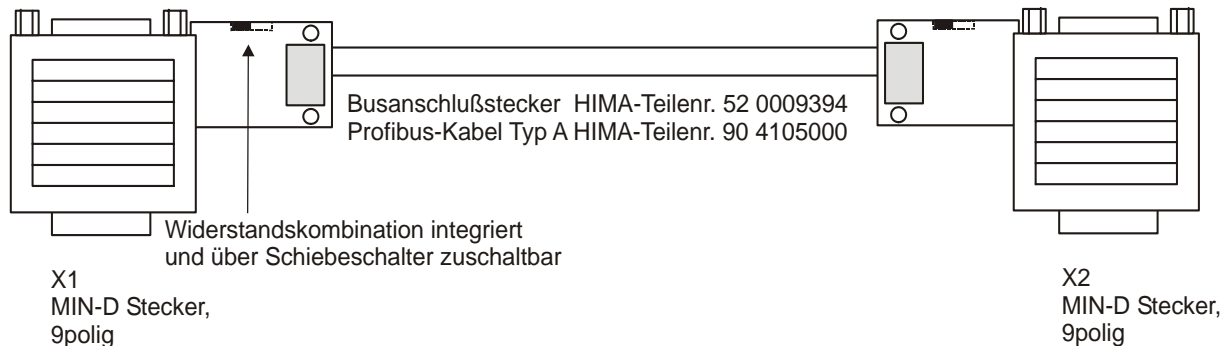 Busanschlußstecker HIMA-Teilenr. 52 0009394
Profibus-Kabel Typ A HIMA-Teilenr. 90 4105000
Widerstandskombination integriert
und über Schiebeschalter zuschaltbar
X1
MIN-D Stecker,
9polig
X2
MIN-D Stecker,
9polig